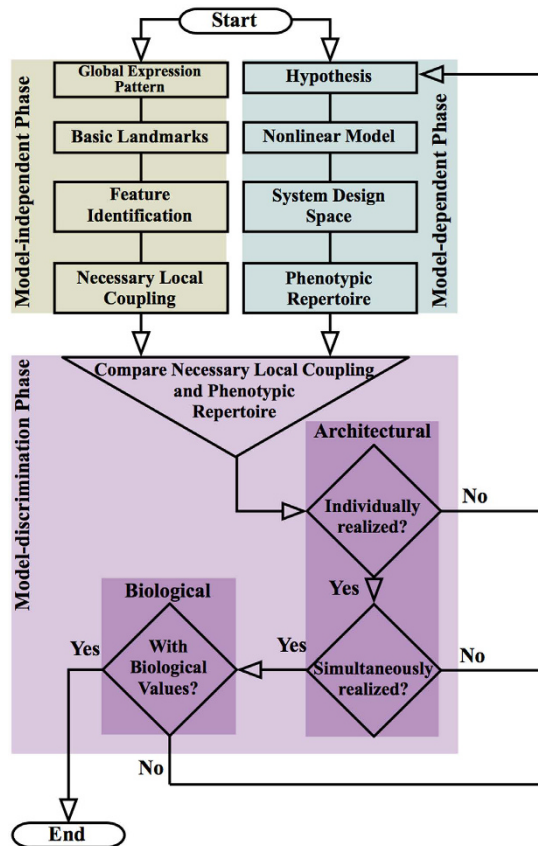 Start
Model-independent Phase
Global Expression
Pattern
Basic Landmarks
Feature
Identification
Necessary Local
Coupling
Hypothesis
Nonlinear Model
System Design
Space
Phenotypic
Repertoire
Model-dependent Phase
Model-discrimination Phase
Compare Necessary Local Coupling
and Phenotypic
Repertoire
Architectural
Individually
realized?
No
Yes
Simultaneously
realized?
No
Yes
Biological
With
Biological
Values?
Yes
No
End